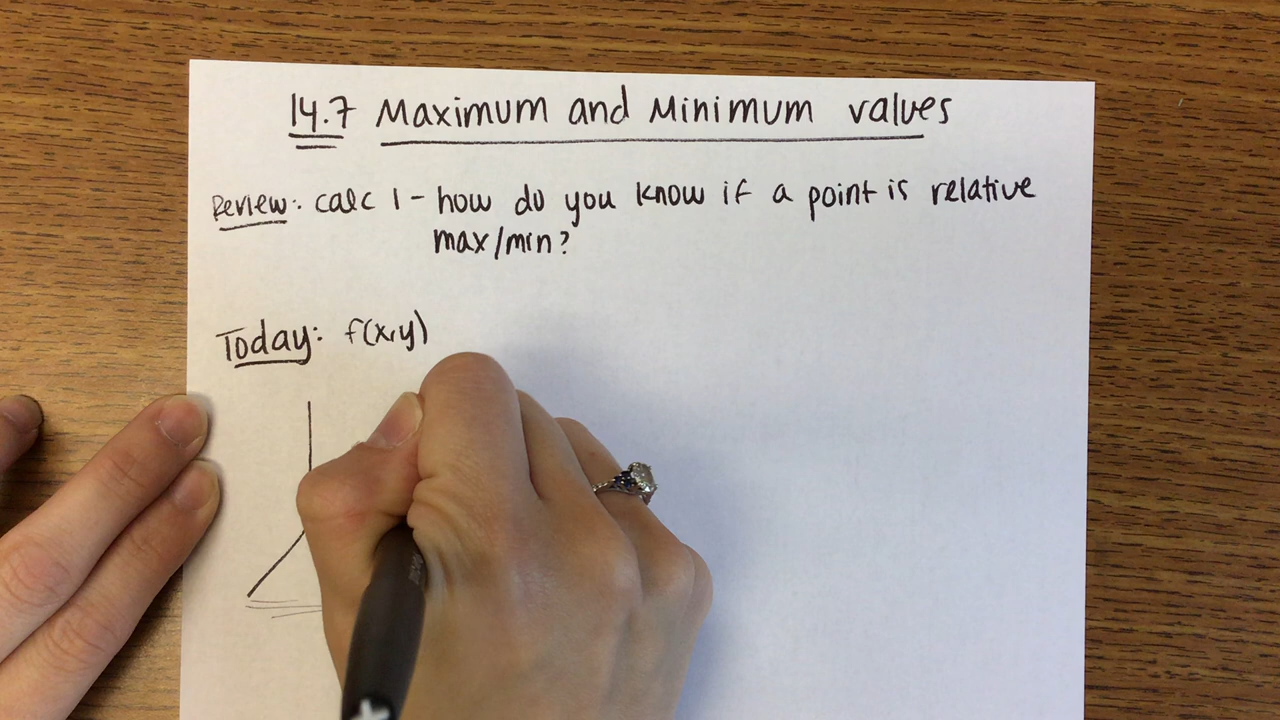 14.7 Maximum and Minimum values
Review: calc 1 - how do you know if a point is relative
max/min?
Today: f(x,y)